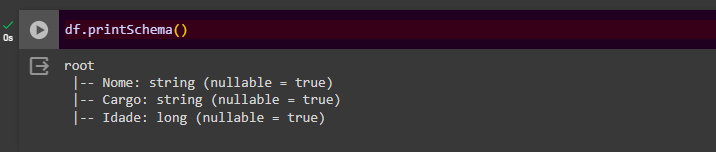 df.printSchema()
0s
root
|-- Nome: string (nullable = true)
|-- Cargo: string (nullable = true)
|-- Idade: long (nullable = true)